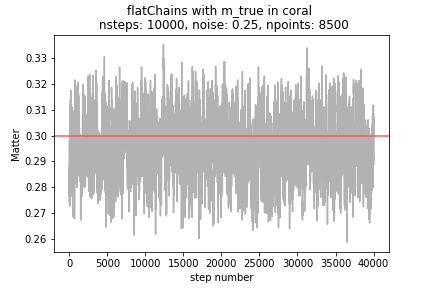 flatChains with m_true in coral
nsteps: 10000, noise: 0.25, npoints: 8500
0.33
0.32
0.31
0.30
0.29
0.28
0.27
0.26
Matter
0 5000 10000 15000 20000 25000 30000 35000 40000
step number